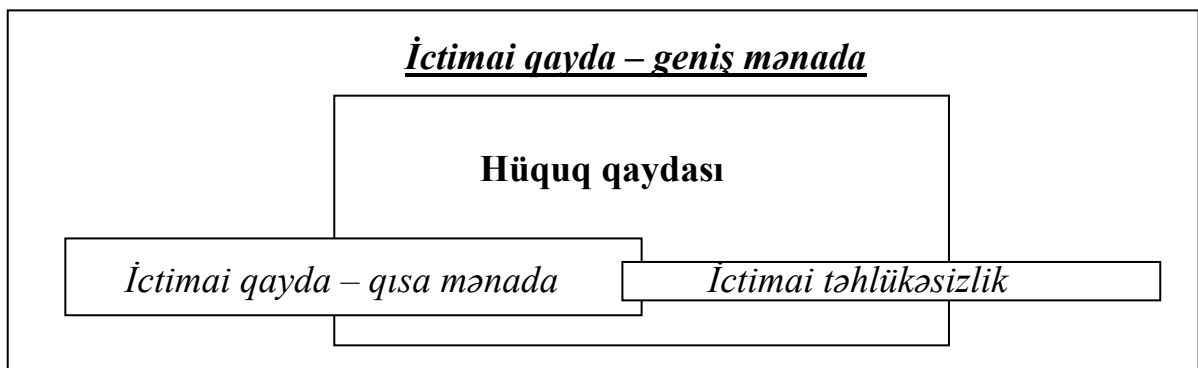 İctimai qayda – geniş mənada
Hüquq qaydası
İctimai qayda – qısa mənada
İctimai təhlükəsizlik